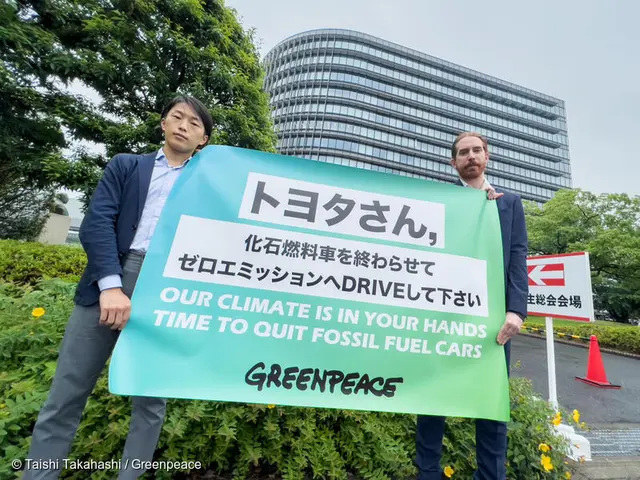 トヨタさん,
化石燃料車を終わらせて
ゼロエミッションへDRIVEして下さい
OUR CLIMATE IS IN YOUR HANDS
TIME TO QUIT FOSSIL FUEL CARS
GREENPEACE
主総会会場
© Taishi Takahashi / Greenpeace